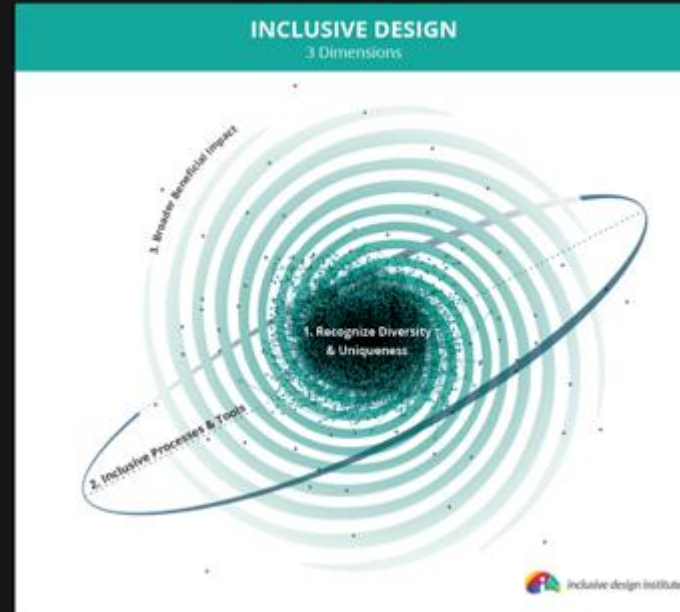 INCLUSIVE DESIGN
3 Dimensions
3. Broader Beneficial Impact
1. Recognize Diversity
& Uniqueness
2. Inclusive Processes & Tools
inclusive design institute